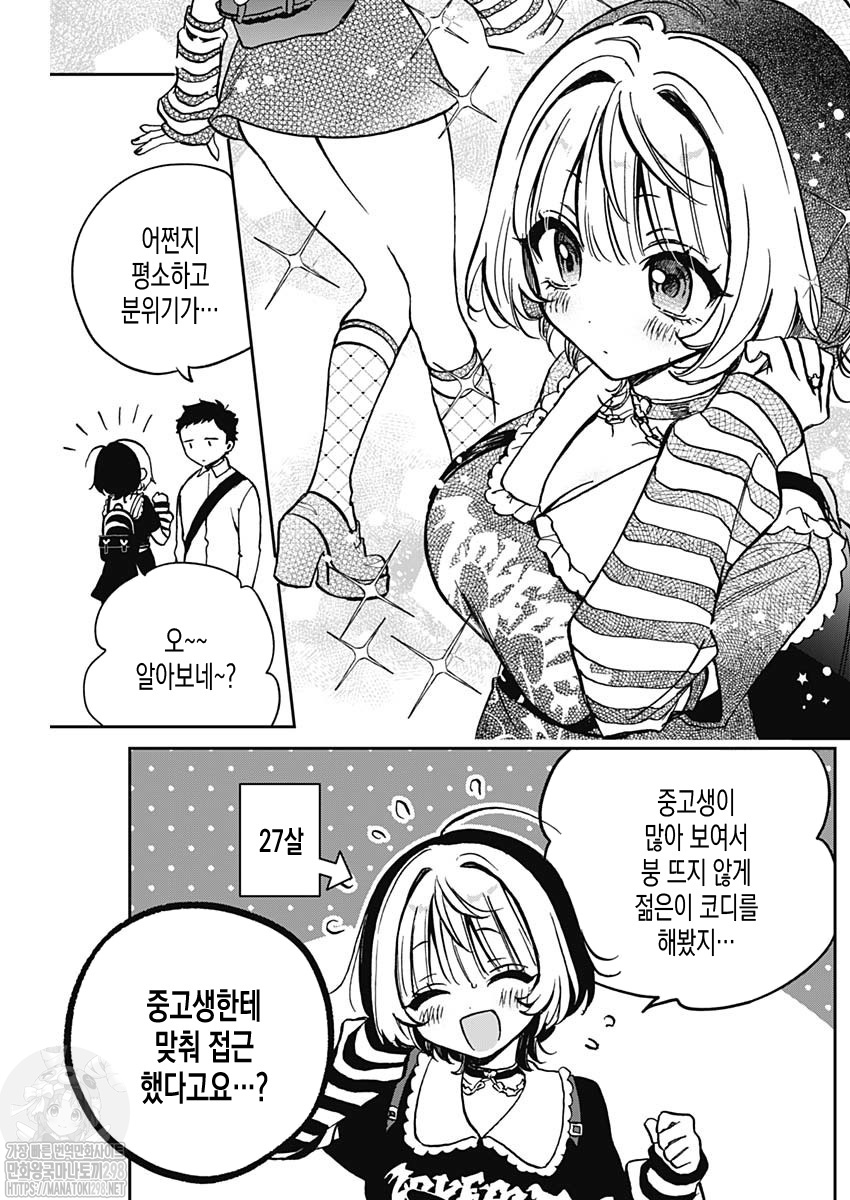 어쩐지
평소하고
분위기가…
오~~
알아보네~?
중고생이
많아 보여서
붕 뜨지 않게
젊은이 코디를
해봤지…
27살
중고생한테
맞춰 접근
했다고요…?
가장 빠른 번역만화사이트
만화왕국마나토끼298
HTTPS://MANATOKI298.NET